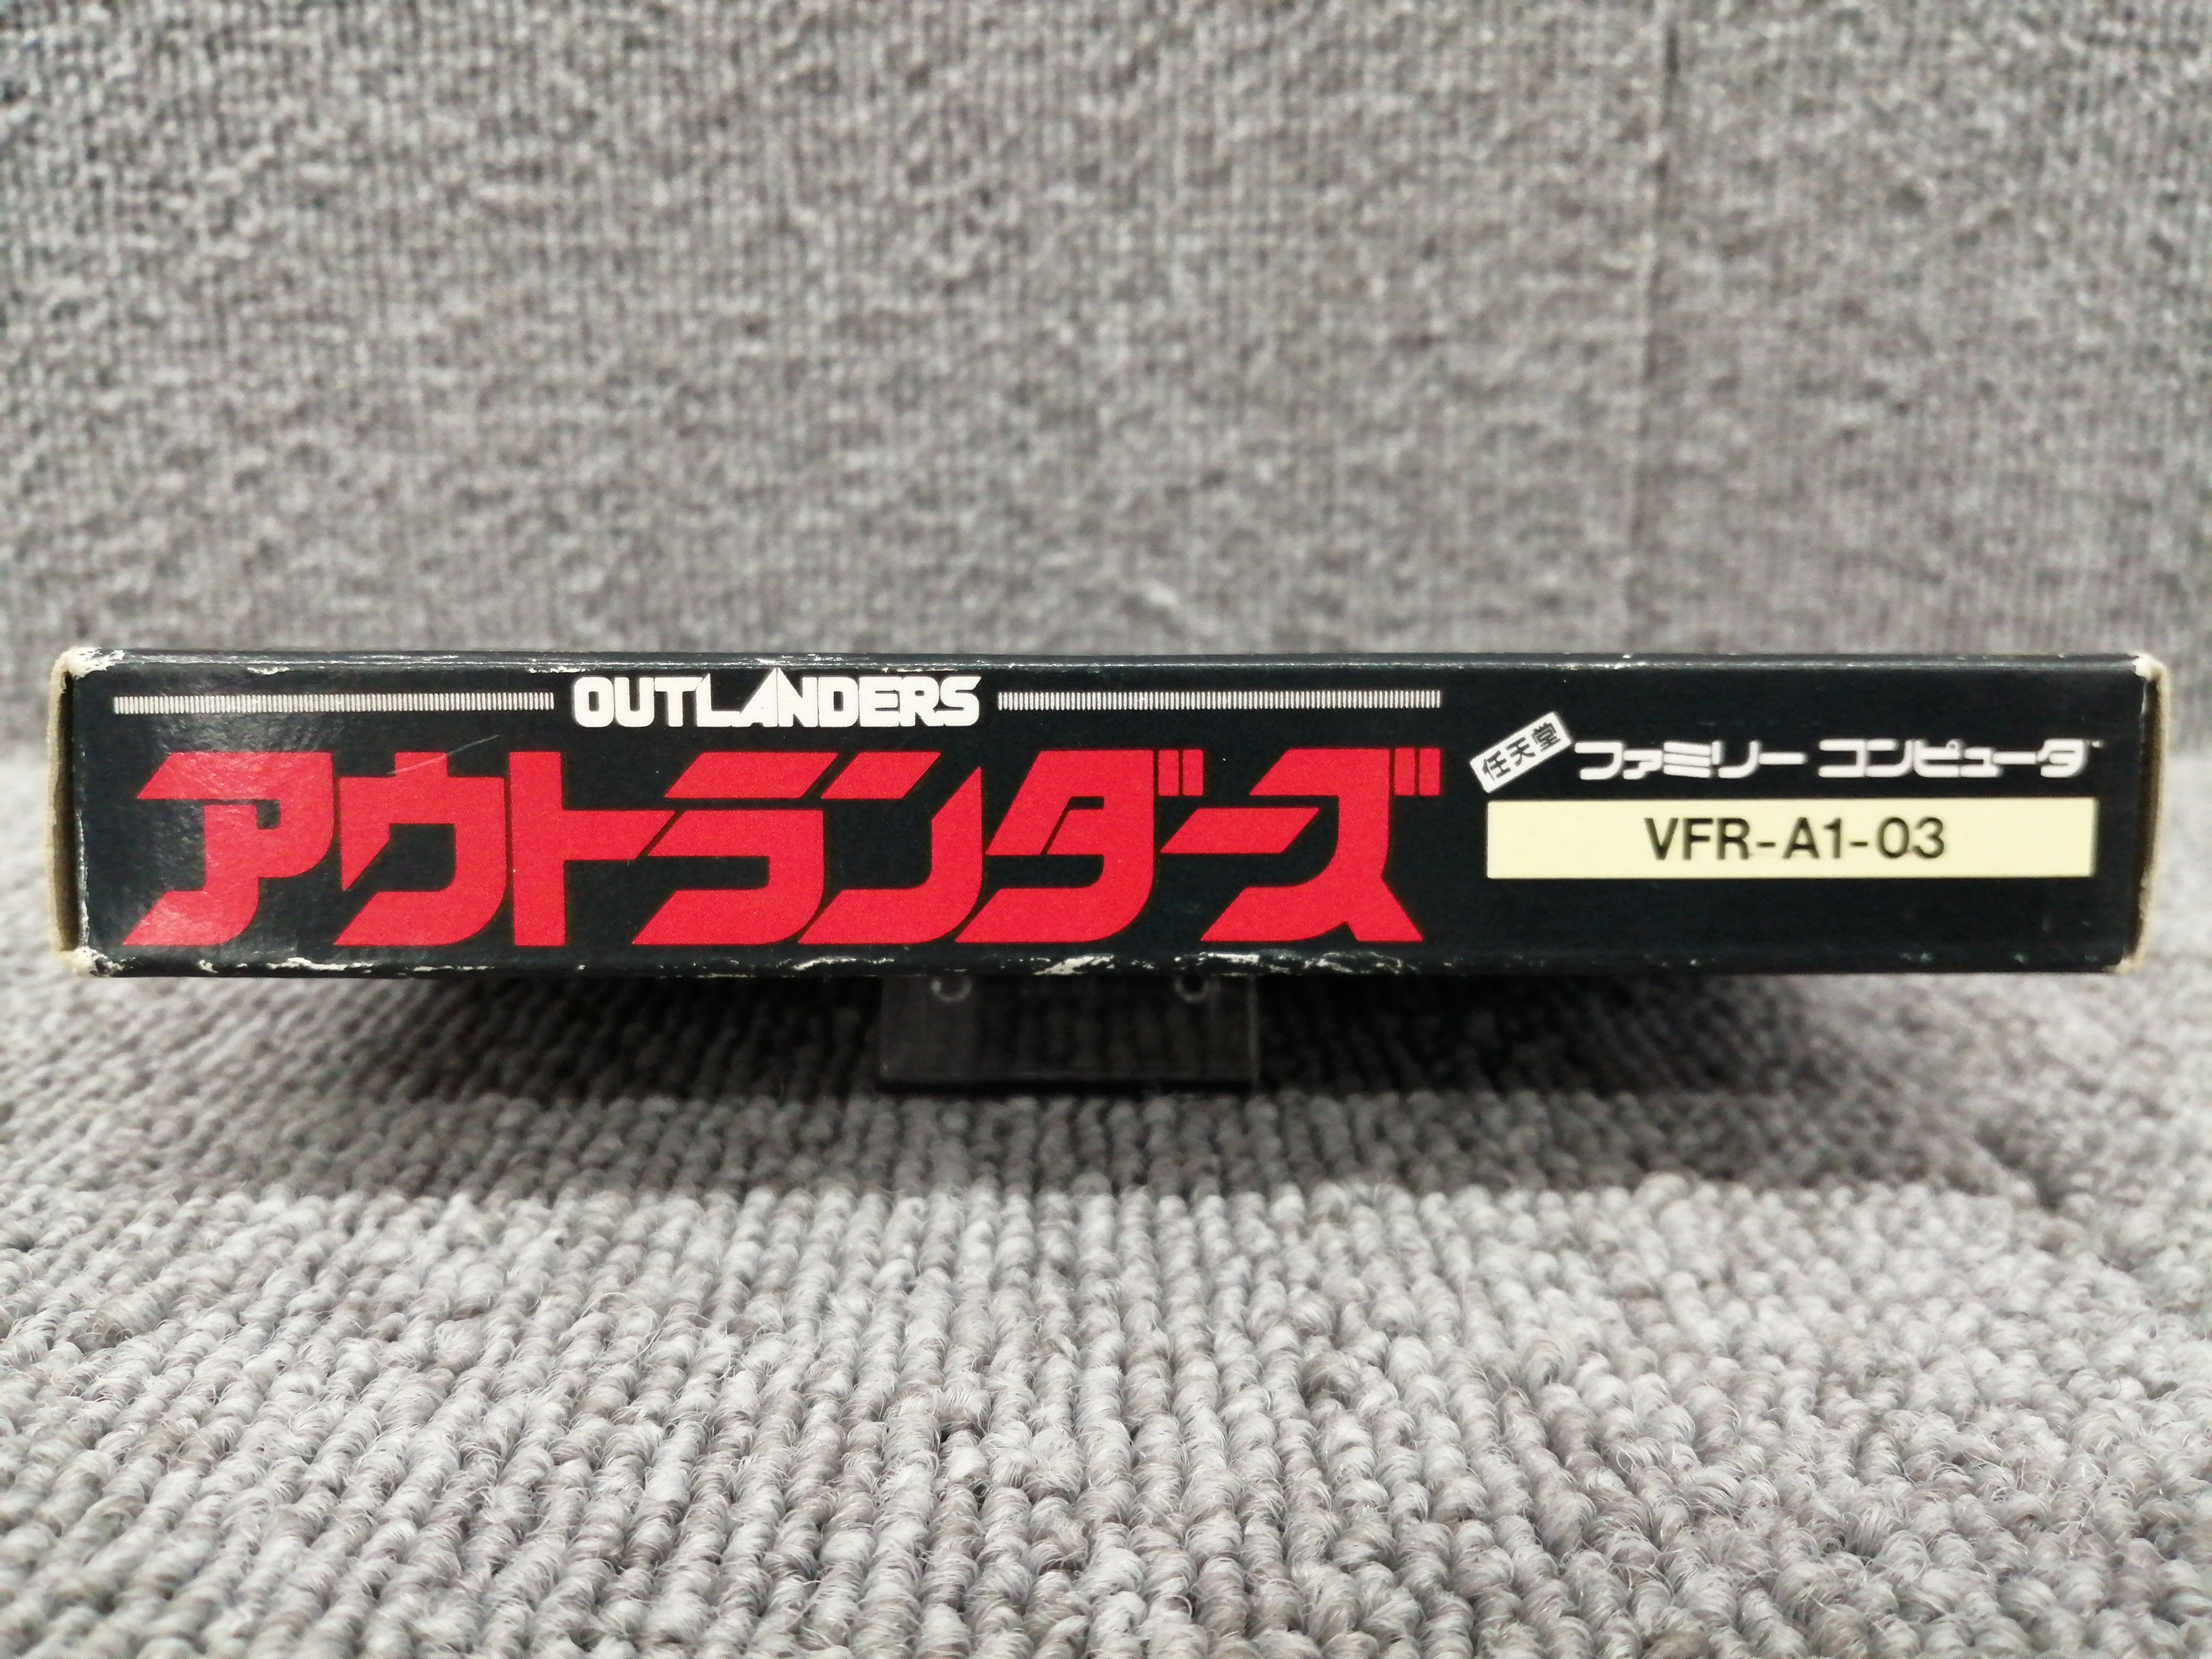 OUTLANDERS
アウトランダーズ
任天堂 ファミリー コンピュータ
VFR-A1-03